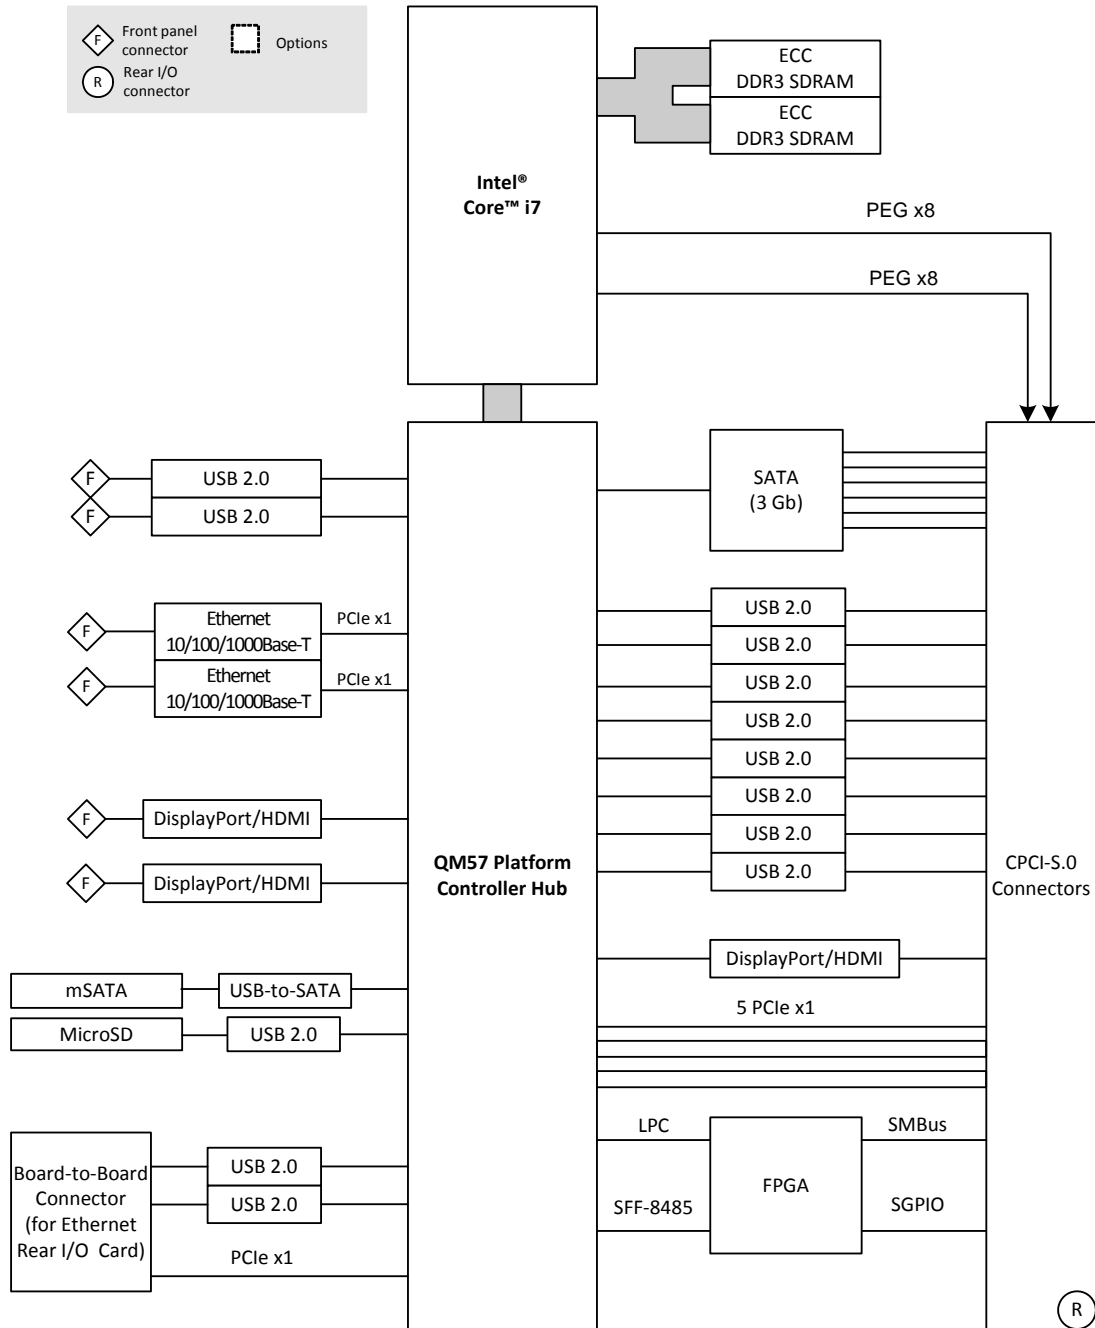 F
Front panel
connector
Options
R
Rear I/O
connector
ECC
DDR3 SDRAM
ECC
DDR3 SDRAM
Intel®
Core™ i7
PEG x8
PEG x8
F
USB 2.0
F
USB 2.0
SATA
(3 Gb)
F
Ethernet
10/100/1000Base-T
PCIe x1
F
Ethernet
10/100/1000Base-T
PCIe x1
USB 2.0
USB 2.0
USB 2.0
USB 2.0
USB 2.0
USB 2.0
USB 2.0
USB 2.0
F
DisplayPort/HDMI
F
DisplayPort/HDMI
QM57 Platform
Controller Hub
CPCI-S.0
Connectors
DisplayPort/HDMI
mSATA
USB-to-SATA
MicroSD
USB 2.0
5 PCIe x1
Board-to-Board
Connector
(for Ethernet
Rear I/O Card)
USB 2.0
USB 2.0
PCIe x1
LPC
SFF-8485
FPGA
SMBus
SGPIO
R